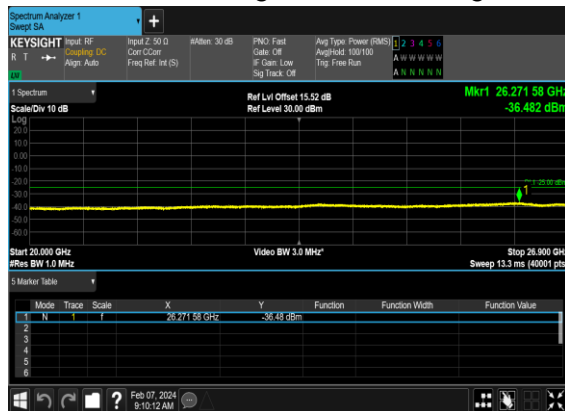 Spectrum Analyzer 1
Swept SA
KEYSIGHT
R T
LW
Input: RF
Coupling: DC
Align: Auto
Input Z: 50 Ω
Corr CCorr
Freq Ref: Int (S)
#Atten: 30 dB
PNO: Fast
Gate: Off
IF Gain: Low
Sig Track: Off
Avg Type: Power (RMS)
Avg|Hold: 100/100
Trig: Free Run
1 2 3 4 5 6
A W W W W W
A N N N N N
1 Spectrum
Scale/Div 10 dB
Log
Ref Lvl Offset 15.52 dB
Ref Level 30.00 dBm
Mkr1 26.271 58 GHz
-36.482 dBm
20.0
10.0
0.00
-10.0
-20.0
-30.0
-40.0
-50.0
-60.0
-25.00 dBm
1
Start 20.000 GHz
#Res BW 1.0 MHz
Video BW 3.0 MHz*
Stop 26.900 GHz
Sweep 13.3 ms (40001 pts
5 Marker Table
Mode Trace Scale X Y Function Function Width Function Value
1 N 1 f 26.271 58 GHz -36.48 dBm
2
3
4
5
6
?
Feb 07, 2024
9:10:12 AM